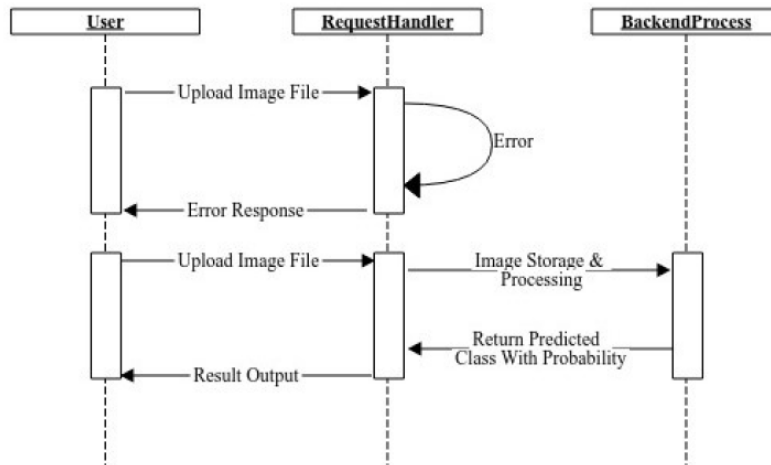 User
RequestHandler
BackendProcess
Upload Image File
Error
Error Response
Upload Image File
Image Storage &
Processing
Return Predicted
Class With Probability
Result Output